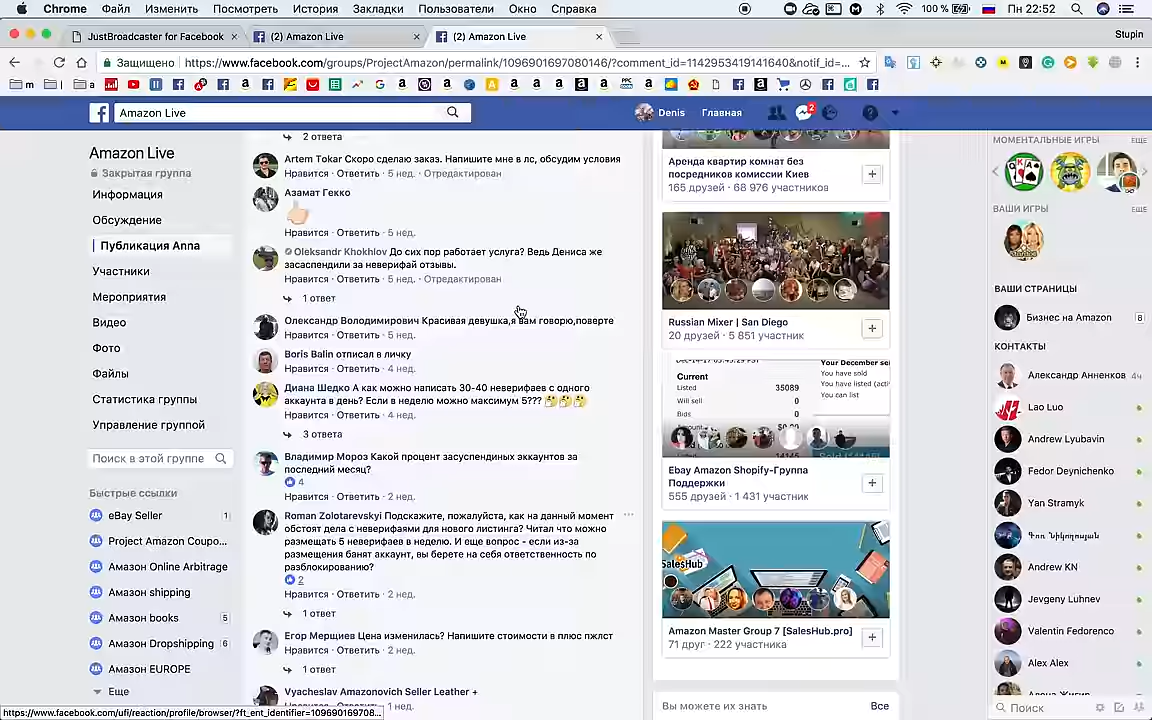 Chrome Файл Изменить Посмотреть История Закладки Пользователи Окно Справка 100 % Пн 22:52
JustBroadcaster for Facebook (2) Amazon Live (2) Amazon Live Stupin
Защищено https://www.facebook.com/groups/ProjectAmazon/permalink/1096901697080146/?comment_id=1142953419141640&notif_id=...
Amazon Live Denis Главная 2
Amazon Live
Закрытая группа
Информация
Обсуждение
Публикация Anna
Участники
Мероприятия
Видео
Фото
Файлы
Статистика группы
Управление группой
Поиск в этой группе
Быстрые ссылки
eBay Seller 1
Project Amazon Coupo...
Амазон Online Arbitrage
Амазон shipping
Амазон books 5
Амазон Dropshipping 6
Амазон EUROPE
Еще
https://www.facebook.com/ufi/reaction/profile/browser/?ft_ent_identifier=109690169708...
2 ответа
Artem Tokar Скоро сделаю заказ. Напишите мне в лс, обсудим условия
Нравится · Ответить · 5 нед. · Отредактирован
Азамат Гекко
Нравится · Ответить · 5 нед.
Oleksandr Khokhlov До сих пор работает услуга? Ведь Дениса же
засаспендили за неверифай отзывы.
Нравится · Ответить · 5 нед. · Отредактирован
1 ответ
Олександр Володимирович Красивая девушка,я вам говорю,поверте
Нравится · Ответить · 5 нед.
Boris Balin отписал в личку
Нравится · Ответить · 4 нед.
Диана Шедко А как можно написать 30-40 неверифаев с одного
аккаунта в день? Если в неделю можно максимум 5???
Нравится · Ответить · 4 нед.
3 ответа
Владимир Мороз Какой процент засуспендиных аккаунтов за
последний месяц?
4
Нравится · Ответить · 2 нед.
Roman Zolotarevskyi Подскажите, пожалуйста, как на данный момент
обстоят дела с неверифаями для нового листинга? Читал что можно
размещать 5 неверифаев в неделю. И еще вопрос - если из-за
размещения банят аккаунт, вы берете на себя ответственность по
разблокированию?
2
Нравится · Ответить · 2 нед.
1 ответ
Егор Мерщиев Цена изменилась? Напишите стоимости в плюс пжлст
Нравится · Ответить · 2 нед.
1 ответ
Vyacheslav Amazonovich Seller Leather +
Нравится · Ответить · 1 нед.
Аренда квартир комнат без
посредников комиссии Киев
165 друзей · 68 976 участников
Russian Mixer | San Diego
20 друзей · 5 851 участник
Your December se
Current You have sold
Listed 35089 You have listed (acti
Will sell 0 You can list
Bids 0
Sold
Ebay Amazon Shopify-Группа
Поддержки
555 друзей · 1 431 участник
SalesHub
Amazon Master Group 7 [SalesHub.pro]
71 друг · 222 участника
Вы можете их знать Все
МОМЕНТАЛЬНЫЕ ИГРЫ ЕЩЕ
ВАШИ ИГРЫ ЕЩЕ
ВАШИ СТРАНИЦЫ
Бизнес на Amazon 8
КОНТАКТЫ
Александр Анненков 4ч
Lao Luo
Andrew Lyubavin
Fedor Deynichenko
Yan Stramyk
Andrew KN
Jevgeny Luhnev
Valentin Fedorenco
Alex Alex
Алена Жигир
Поиск